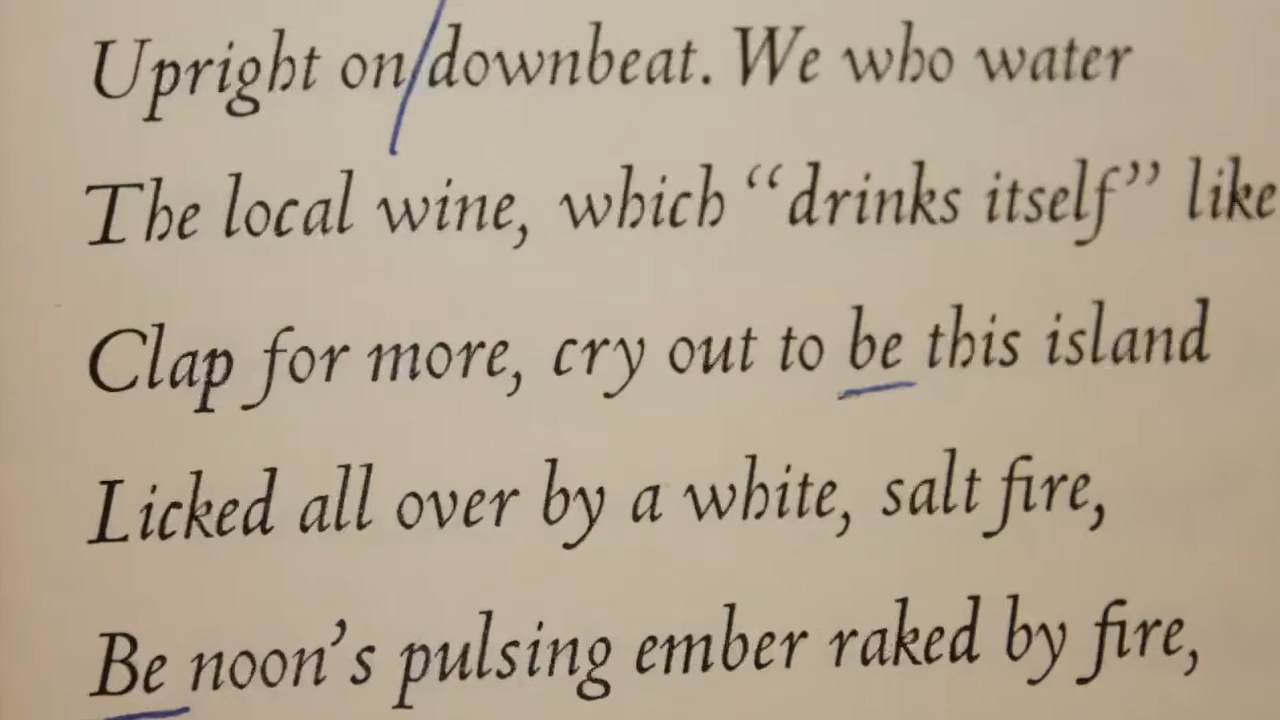 Upright on/downbeat. We who water
The local wine, which “drinks itself” like
Clap for more, cry out to be this island
Licked all over by a white, salt fire,
Be noon’s pulsing ember raked by fire,